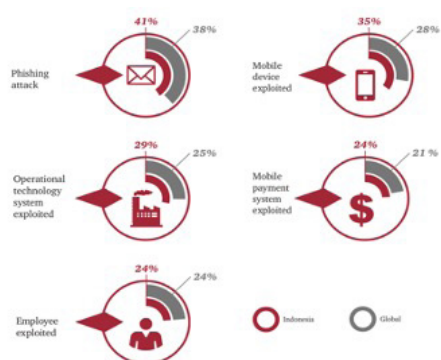 41%
38%
Phishing
attack
35%
28%
Mobile
device
exploited
29%
25%
Operational
technology
system
exploited
24%
21 %
Mobile
payment
system
exploited
$
24%
24%
Employee
exploited
Indonesia
Global